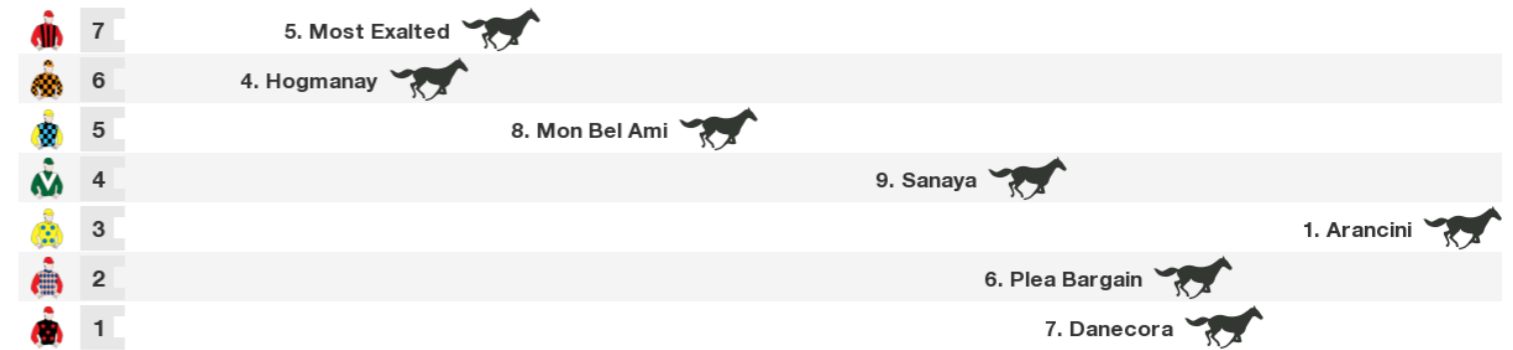 7 5. Most Exalted
6 4. Hogmanay
5 8. Mon Bel Ami
4 9. Sanaya
3 1. Arancini
2 6. Plea Bargain
1 7. Danecora